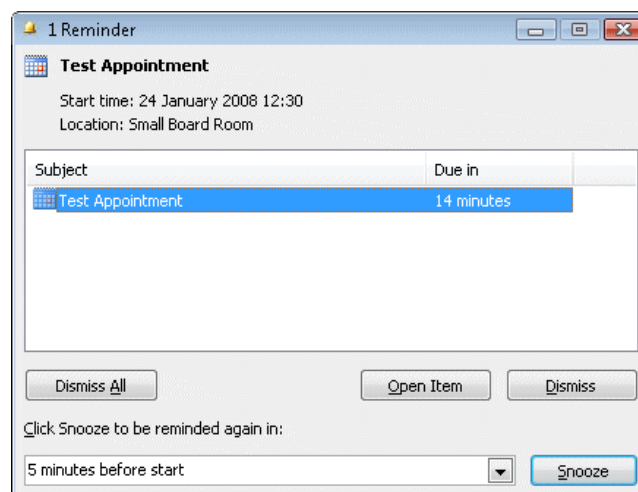 1 Reminder
Test Appointment
Start time: 24 January 2008 12:30
Location: Small Board Room
Subject Due in
Test Appointment 14 minutes
Dismiss All Open Item Dismiss
Click Snooze to be reminded again in:
5 minutes before start Snooze